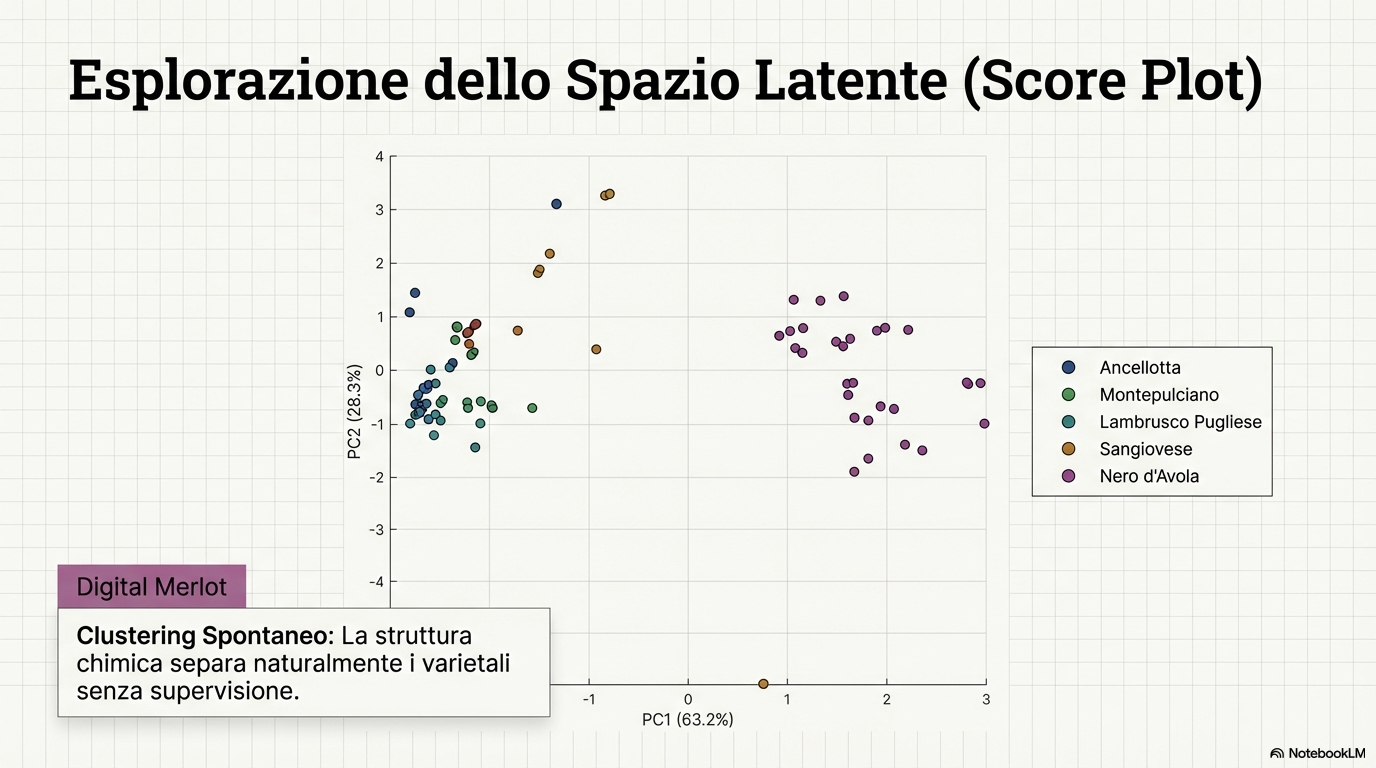 Esplorazione dello Spazio Latente (Score Plot)
4
3
2
1
0
-1
-2
-3
-4
PC2 (28.3%)
-1
0
1
2
3
PC1 (63.2%)
Ancellotta
Montepulciano
Lambrusco Pugliese
Sangiovese
Nero d'Avola
Digital Merlot
Clustering Spontaneo: La struttura
chimica separa naturalmente i varietali
senza supervisione.
NotebookLM